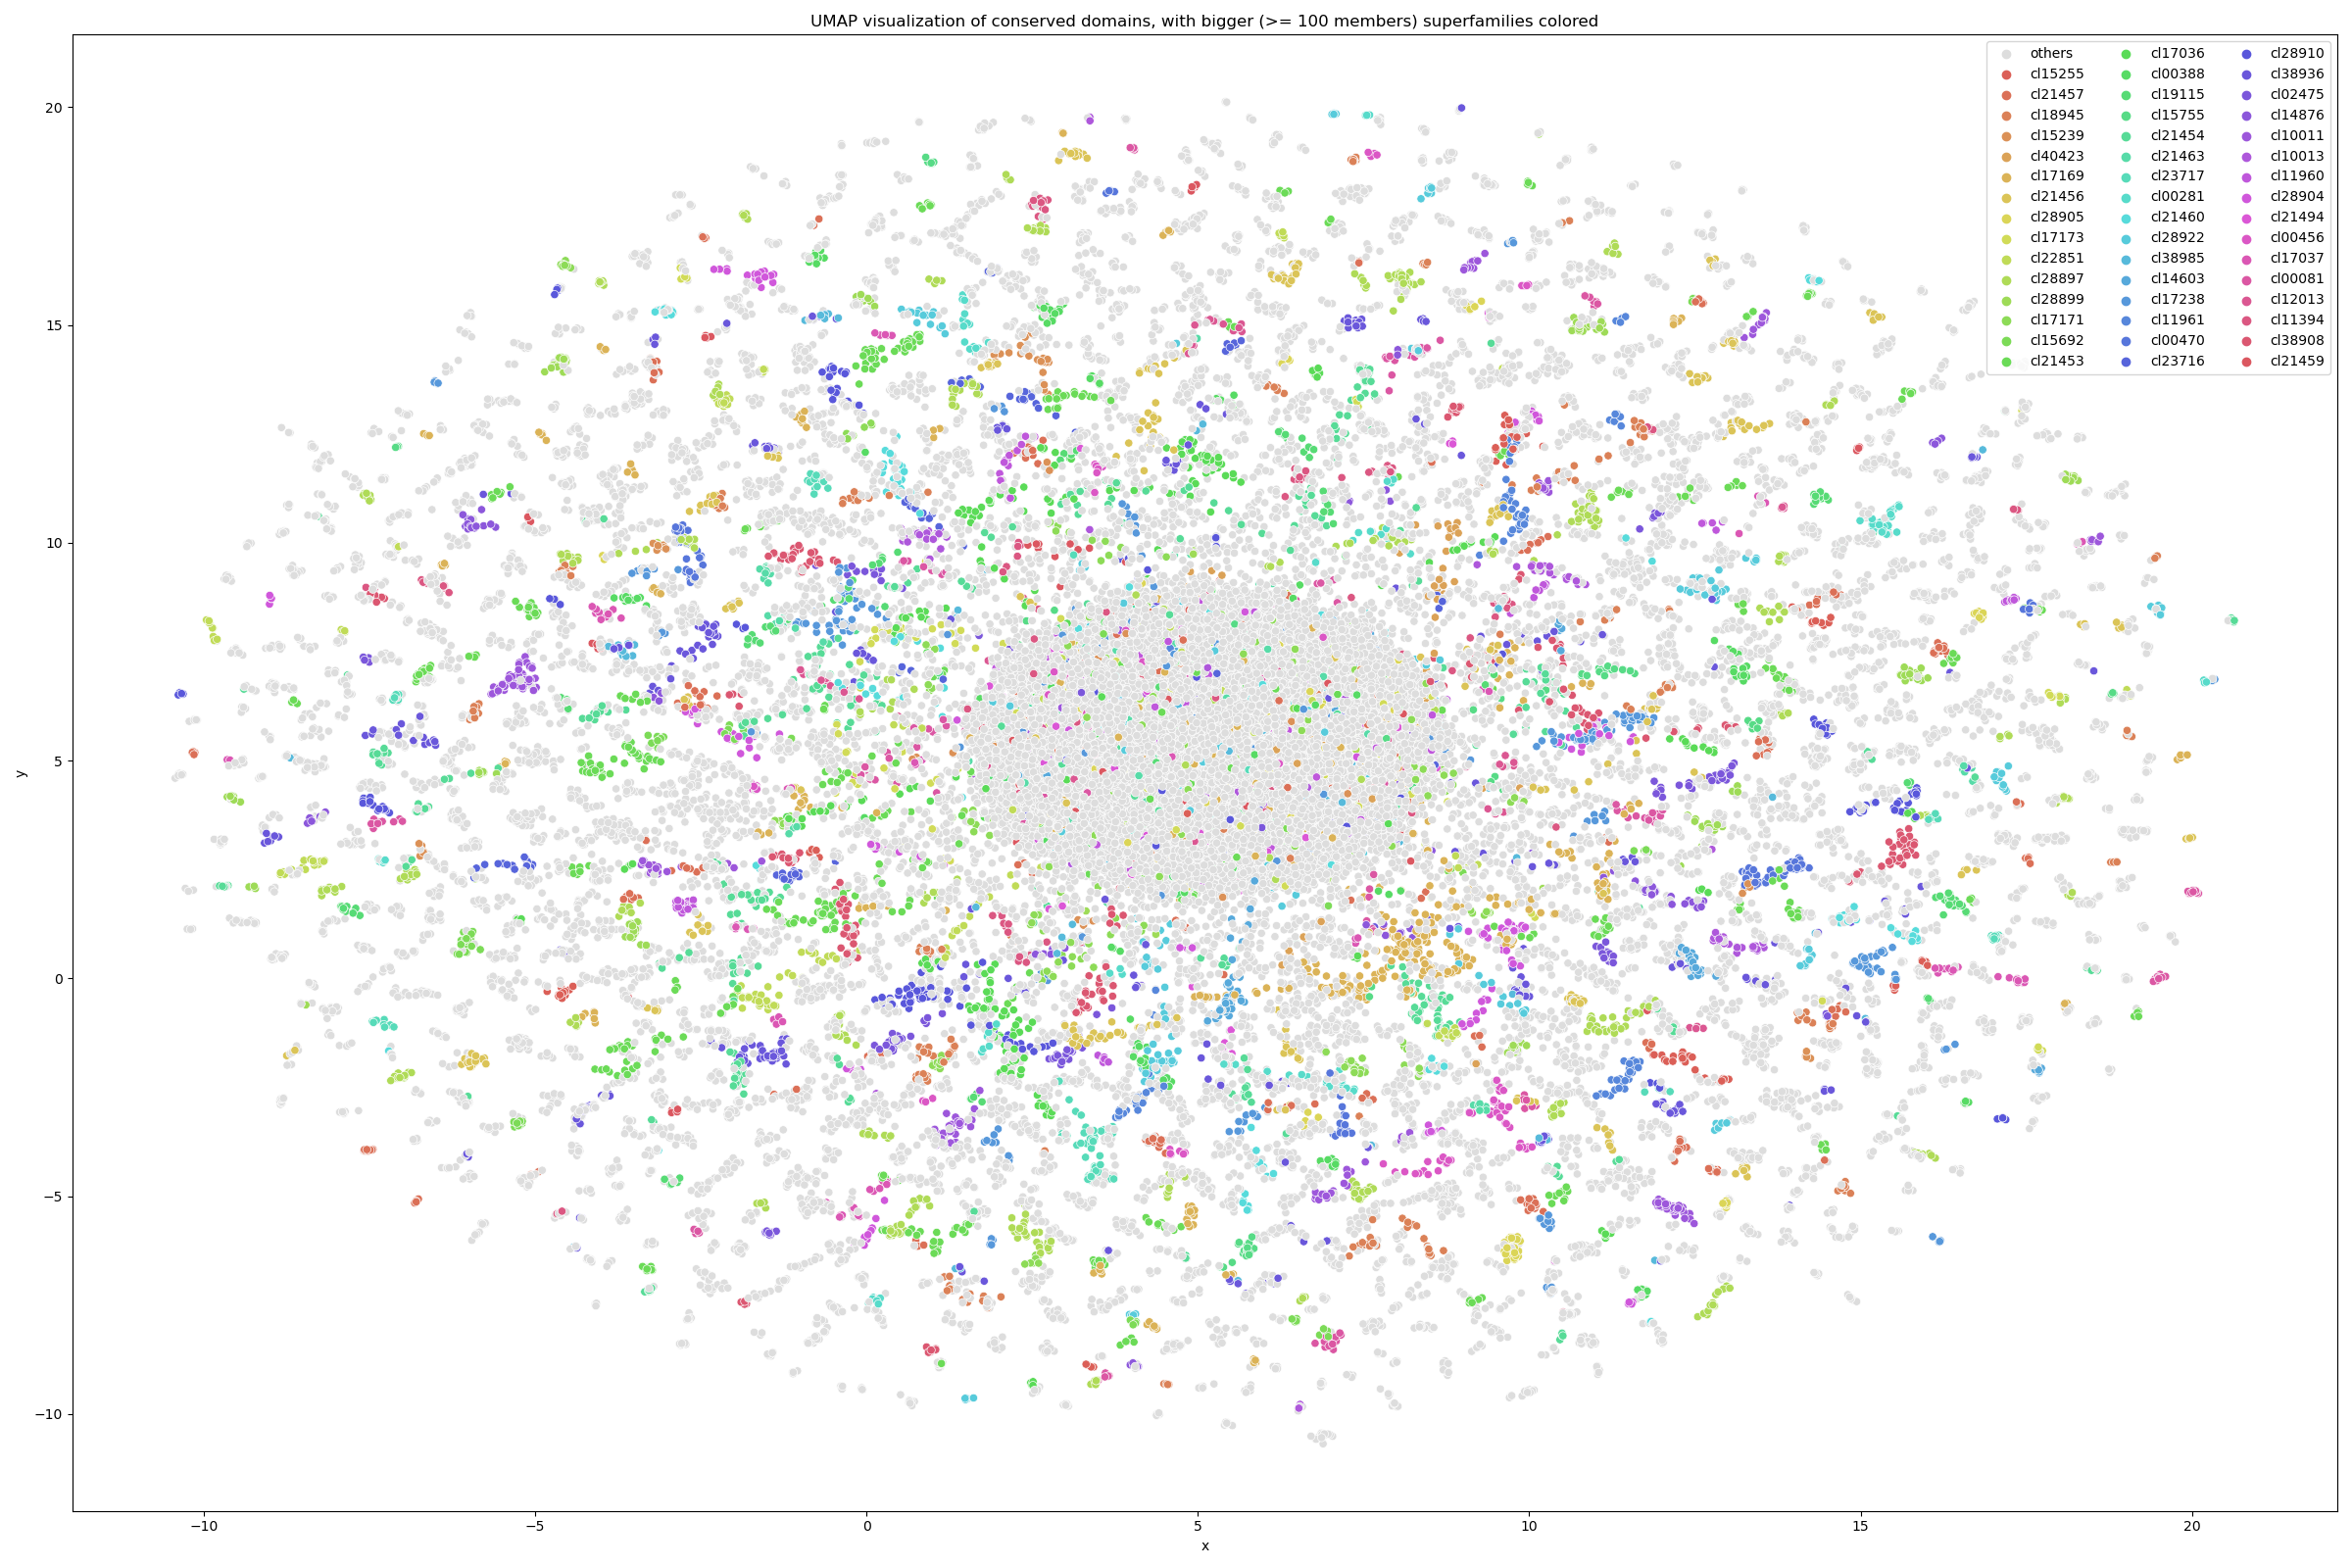 UMAP visualization of conserved domains, with bigger (>= 100 members) superfamilies colored
others cl17036 cl28910
cl15255 cl00388 cl38936
cl21457 cl19115 cl02475
cl18945 cl15755 cl14876
cl15239 cl21454 cl10011
cl40423 cl21463 cl10013
cl17169 cl23717 cl11960
cl21456 cl00281 cl28904
cl28905 cl21460 cl21494
cl17173 cl28922 cl00456
cl22851 cl38985 cl17037
cl28897 cl14603 cl00081
cl28899 cl17238 cl12013
cl17171 cl11961 cl11394
cl15692 cl00470 cl38908
cl21453 cl23716 cl21459
20
15
10
5
0
−5
−10
y
−10 −5 0 5 10 15 20
x